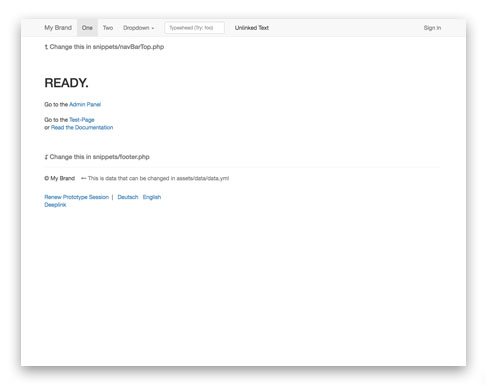 My Brand One Two Dropdown Typeahead (Try: foo) Unlinked Text Sign in
Change this in snippets/navBarTop.php
READY.
Go to the Admin Panel
Go to the Test-Page
or Read the Documentation
Change this in snippets/footer.php
© My Brand ← This is data that can be changed in assets/data/data.yml
Renew Prototype Session | Deutsch English
Deeplink